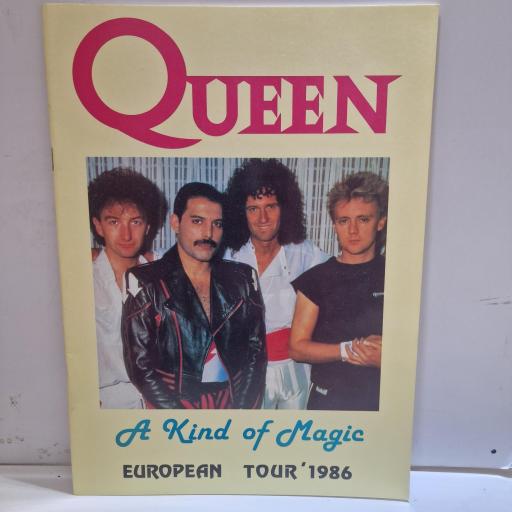 QUEEN
A Kind of Magic
EUROPEAN TOUR '1986